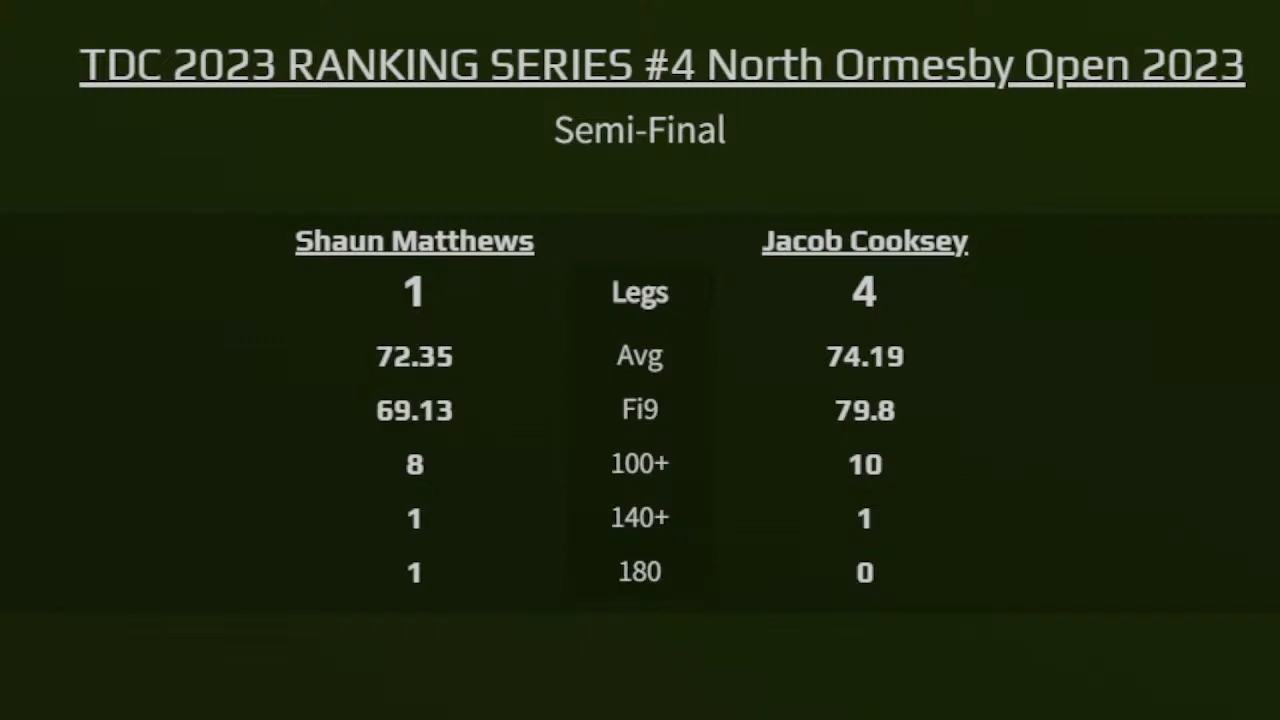 TDC 2023 RANKING SERIES #4 North Ormesby Open 2023
Semi-Final
Shaun Matthews Jacob Cooksey
1 Legs 4
72.35 Avg 74.19
69.13 Fi9 79.8
8 100+ 10
1 140+ 1
1 180 0